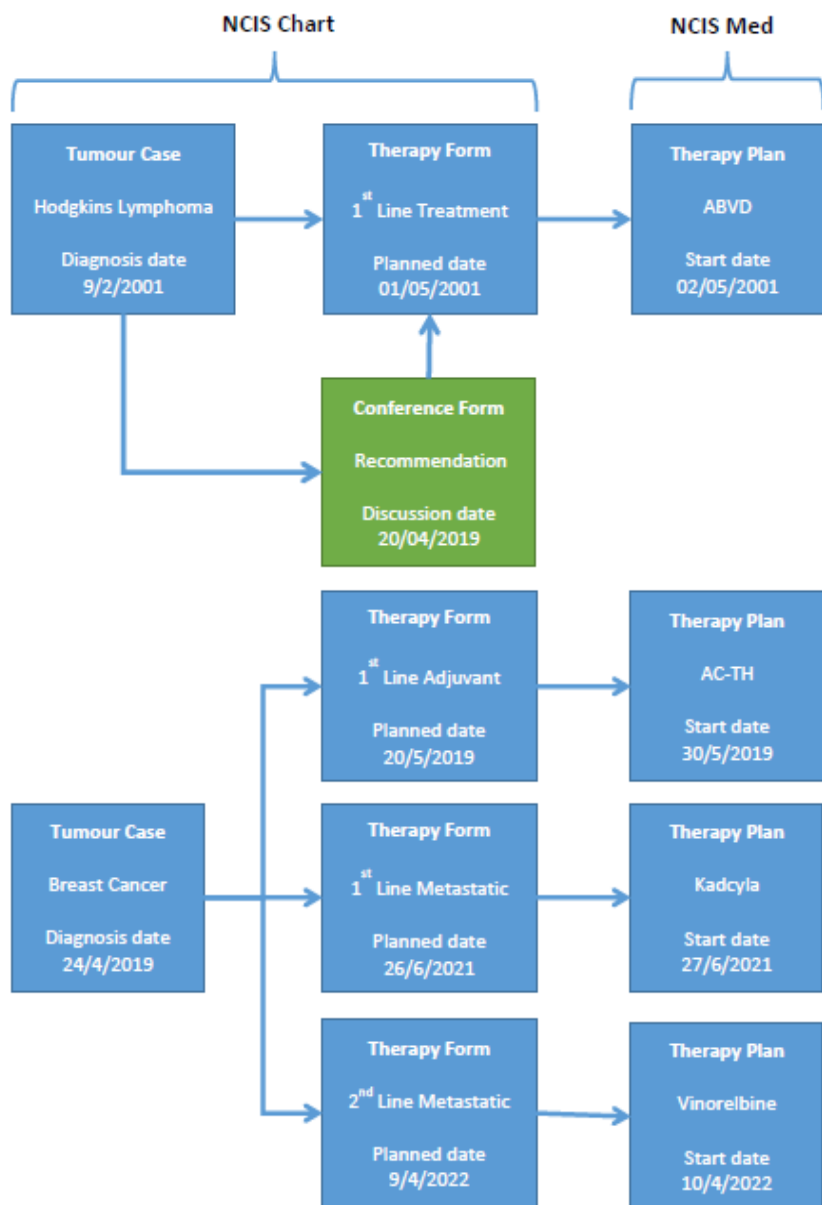 NCIS Chart
NCIS Med
Tumour Case
Hodgkins Lymphoma
Diagnosis date
9/2/2001
Therapy Form
1st Line Treatment
Planned date
01/05/2001
Therapy Plan
ABVD
Start date
02/05/2001
Conference Form
Recommendation
Discussion date
20/04/2019
Therapy Form
1st Line Adjuvant
Planned date
20/5/2019
Therapy Plan
AC-TH
Start date
30/5/2019
Tumour Case
Breast Cancer
Diagnosis date
24/4/2019
Therapy Form
1st Line Metastatic
Planned date
26/6/2021
Therapy Plan
Kadcyla
Start date
27/6/2021
Therapy Form
2nd Line Metastatic
Planned date
9/4/2022
Therapy Plan
Vinorelbine
Start date
10/4/2022